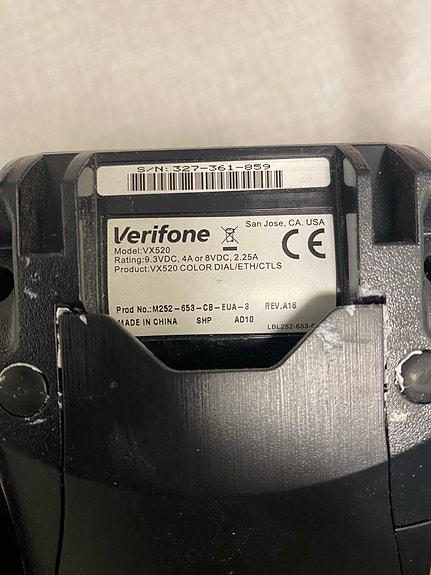 S/N: 327-361-859
Verifone
San Jose, CA. USA
CE
Model:VX520
Rating:9.3VDC, 4A or 8VDC, 2.25A
Product:VX520 COLOR DIAL/ETH/CTLS
Prod No.:M252-653-CB-EUA-3 REV.A16
MADE IN CHINA SHP AD10